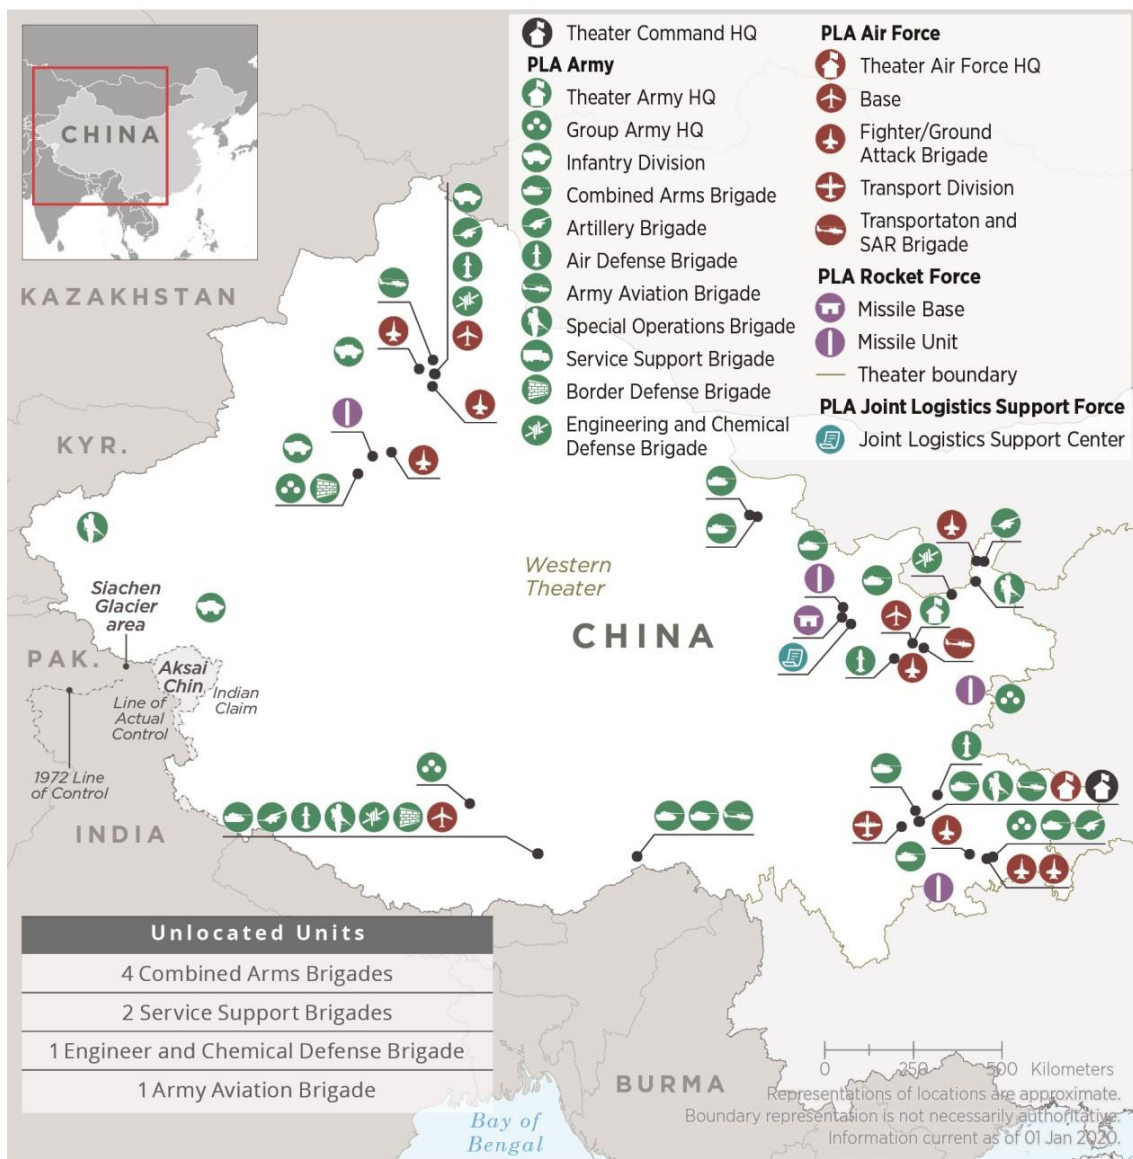 CHINA
Theater Command HQ
PLA Army
Theater Army HQ
Group Army HQ
Infantry Division
Combined Arms Brigade
Artillery Brigade
Air Defense Brigade
Army Aviation Brigade
Special Operations Brigade
Service Support Brigade
Border Defense Brigade
Engineering and Chemical
Defense Brigade
PLA Air Force
Theater Air Force HQ
Base
Fighter/Ground
Attack Brigade
Transport Division
Transportaton and
SAR Brigade
PLA Rocket Force
Missile Base
Missile Unit
Theater boundary
PLA Joint Logistics Support Force
Joint Logistics Support Center
KAZAKHSTAN
KYR.
Siachen
Glacier
area
PAK.
Aksai
Chin
Indian
Claim
Line of
Actual
Control
1972 Line
of Control
INDIA
Western
Theater
CHINA
Unlocated Units
4 Combined Arms Brigades
2 Service Support Brigades
1 Engineer and Chemical Defense Brigade
1 Army Aviation Brigade
BURMA
Bay of
Bengal
0 250 500 Kilometers
Representations of locations are approximate.
Boundary representation is not necessarily authoritative.
Information current as of 01 Jan 2020.